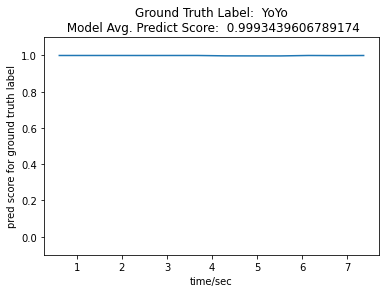 Ground Truth Label:  YoYo
Model Avg. Predict Score:  0.9993439606789174
1.0
0.8
0.6
0.4
0.2
0.0
pred score for ground truth label
1 2 3 4 5 6 7
time/sec